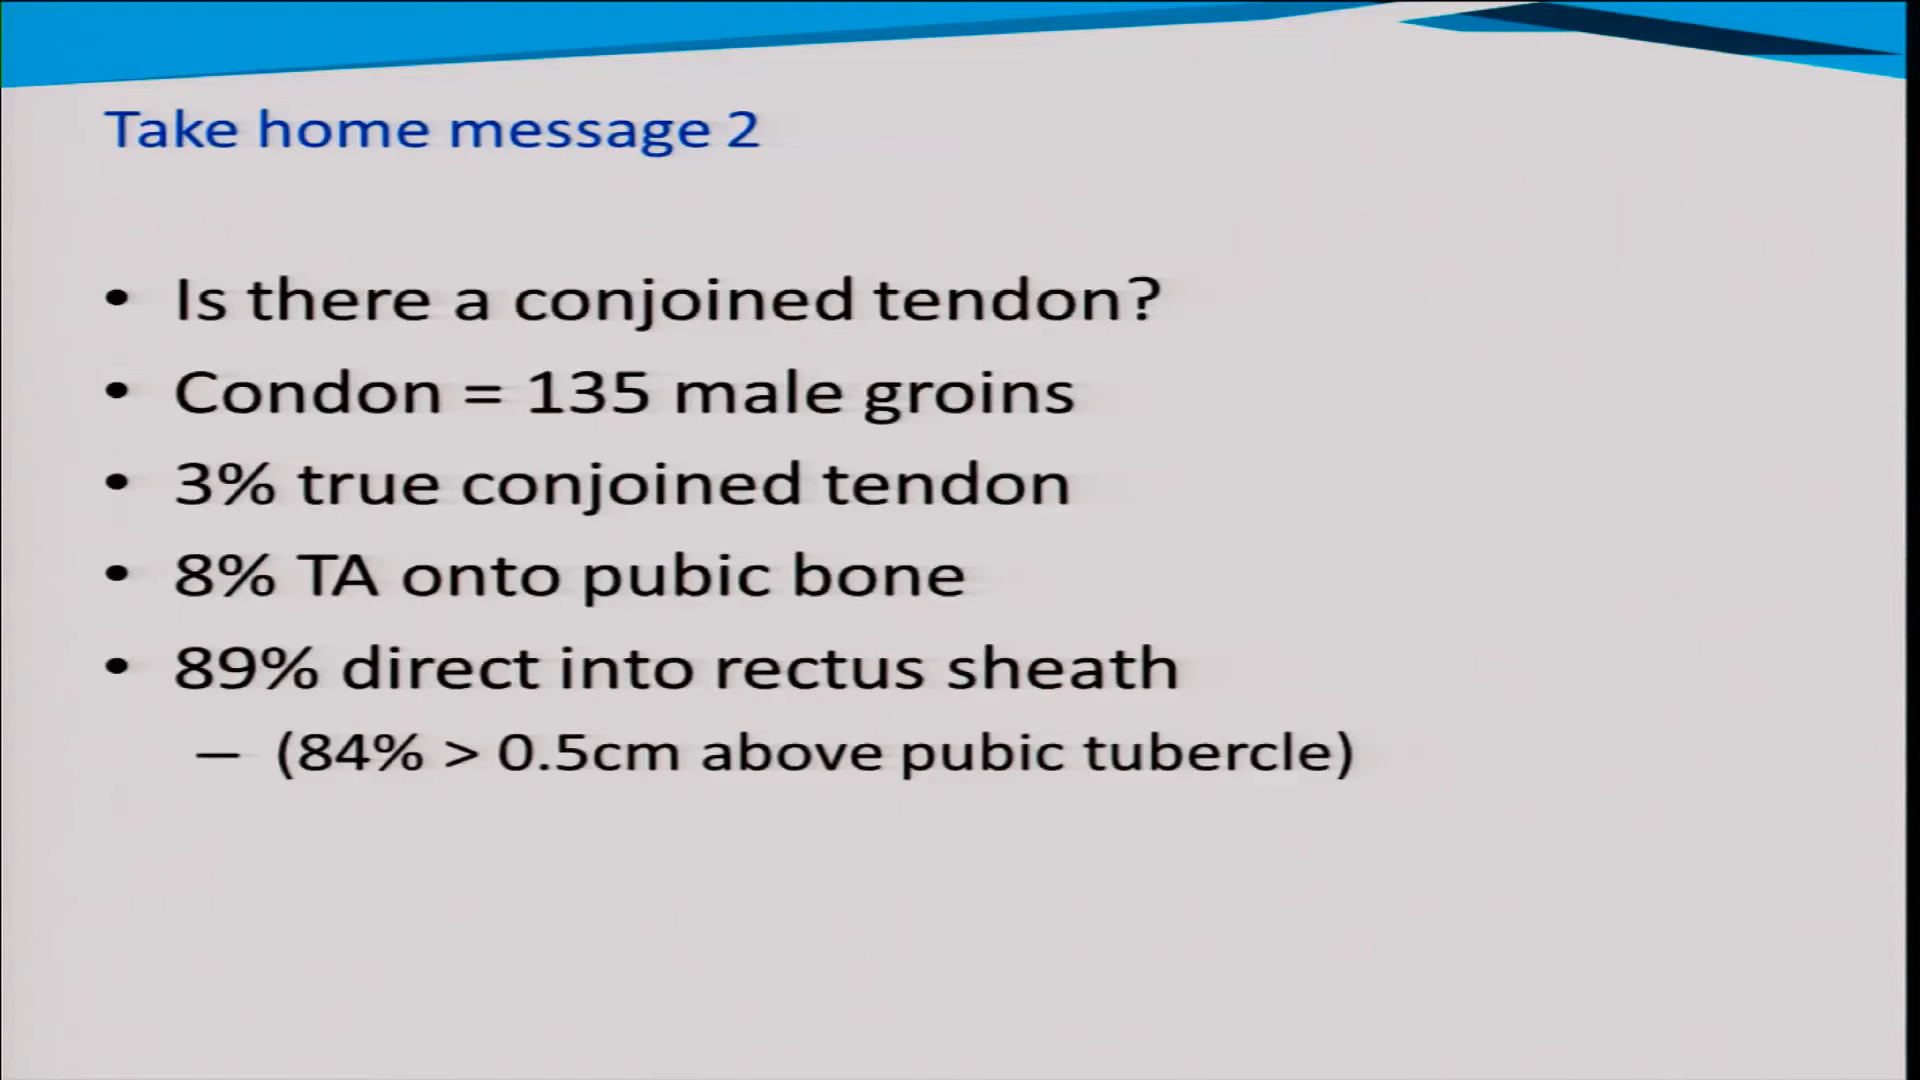 Take home message 2
• Is there a conjoined tendon?
• Condon = 135 male groins
• 3% true conjoined tendon
• 8% TA onto pubic bone
• 89% direct into rectus sheath
– (84% > 0.5cm above pubic tubercle)